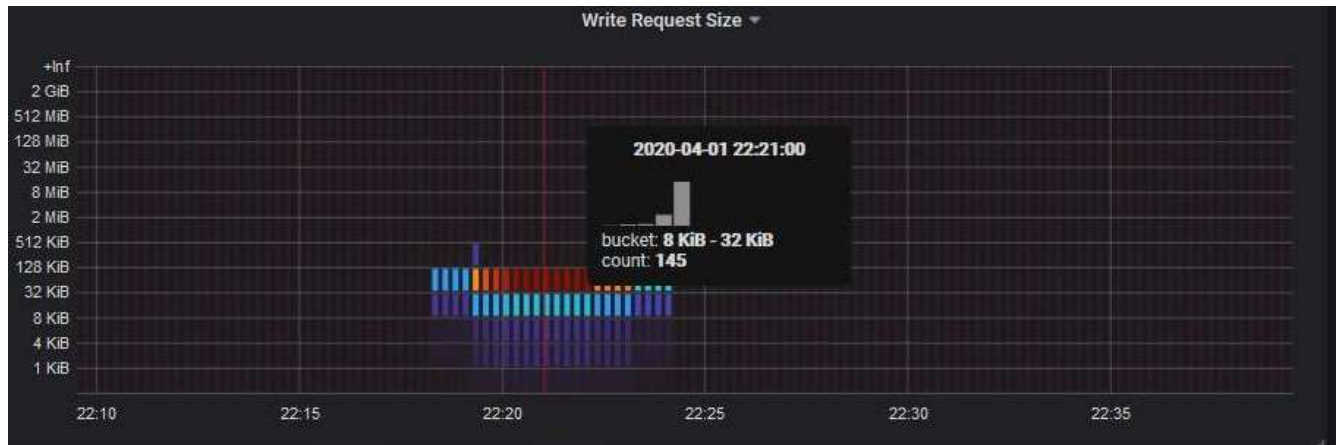 Write Request Size
+Inf
2 GiB
512 MiB
128 MiB
32 MiB
8 MiB
2 MiB
512 KiB
128 KiB
32 KiB
8 KiB
4 KiB
1 KiB
2020-04-01 22:21:00
bucket: 8 KiB - 32 KiB
count: 145
22:10 22:15 22:20 22:25 22:30 22:35